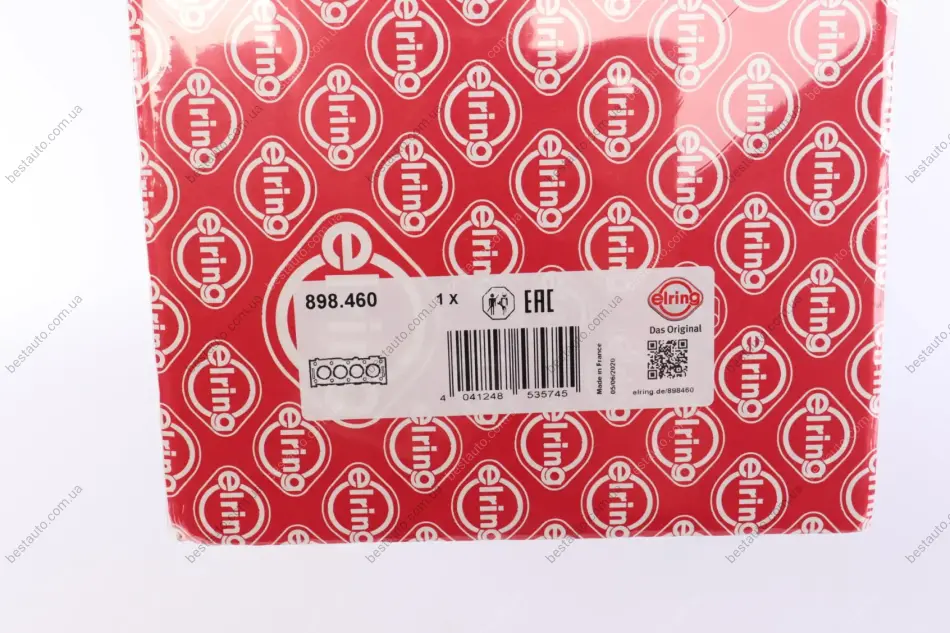 898.460
1 x
EAC
elring
Das Original
4 041248 535745
Made in France
05/06/2020
elring.de/898460
elring
bestauto.com.ua